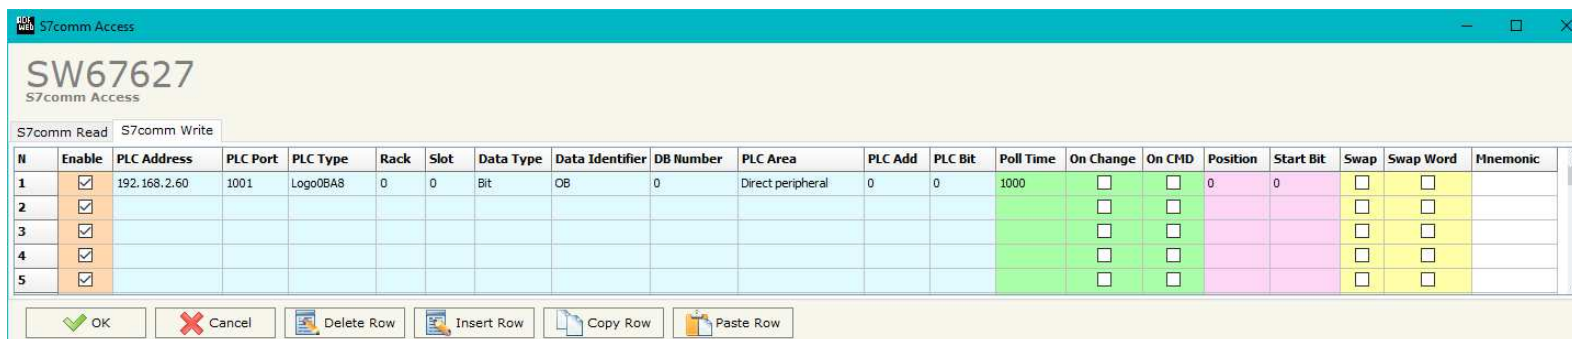 ADF WEB S7comm Access
SW67627
S7comm Access
S7comm Read S7comm Write
N Enable PLC Address PLC Port PLC Type Rack Slot Data Type Data Identifier DB Number PLC Area PLC Add PLC Bit Poll Time On Change On CMD Position Start Bit Swap Swap Word Mnemonic
1 192.168.2.60 1001 Logo0BA8 0 0 Bit OB 0 Direct peripheral 0 0 1000 0 0
2
3
4
5
OK Cancel Delete Row Insert Row Copy Row Paste Row